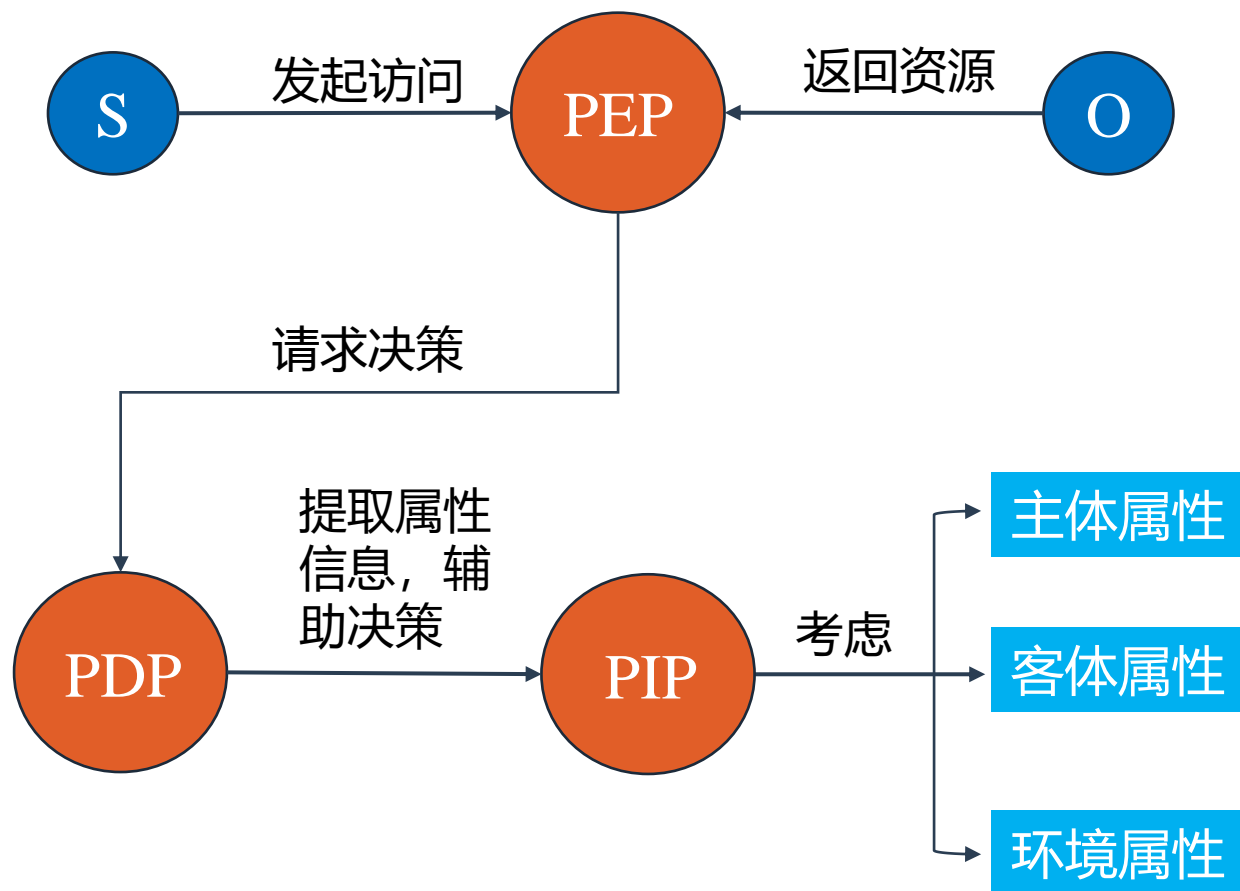 S
发起访问
PEP
返回资源
O
请求决策
提取属性
信息，辅
助决策
PDP
PIP
考虑
主体属性
客体属性
环境属性